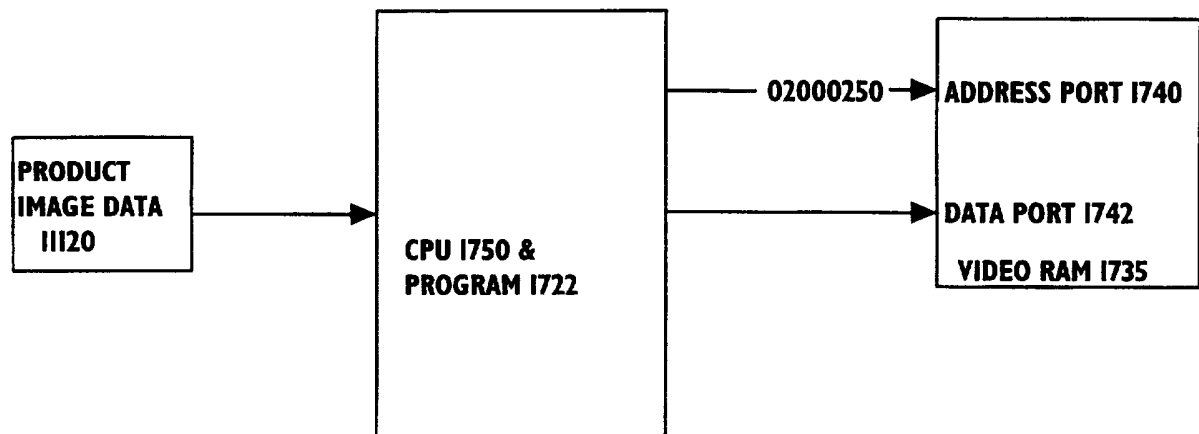 02000250
ADDRESS PORT 1740
PRODUCT
IMAGE DATA
11120
DATA PORT 1742
CPU 1750 &
PROGRAM 1722
VIDEO RAM 1735